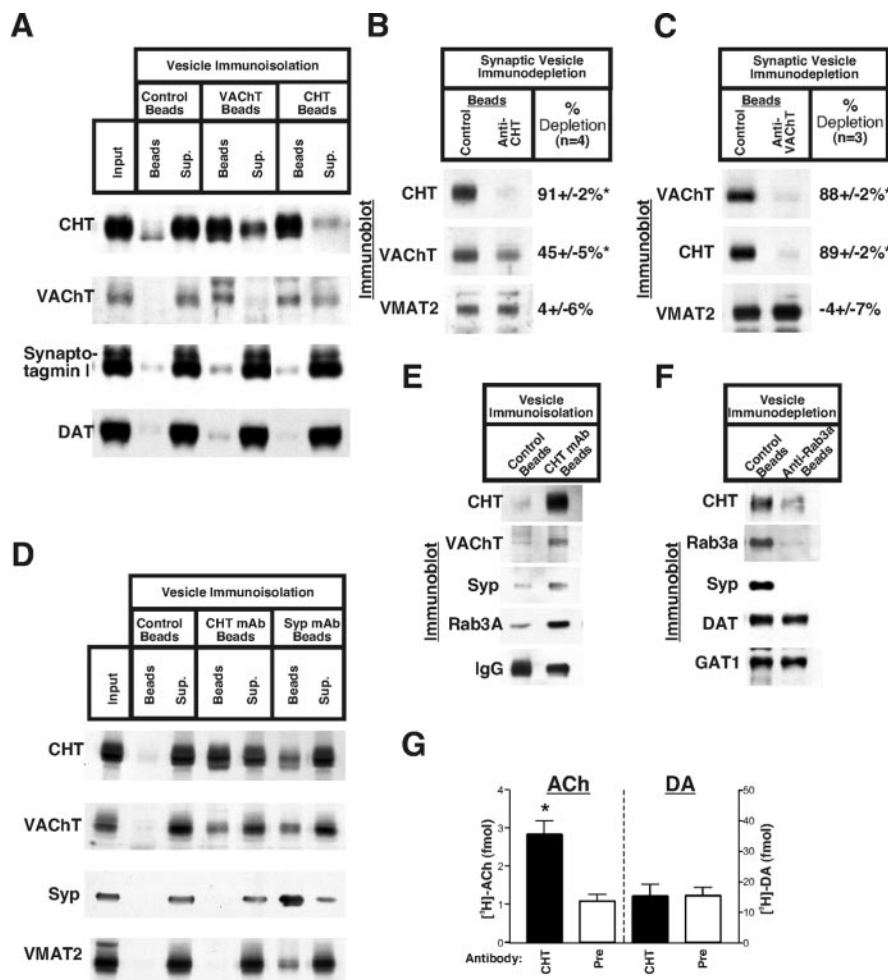 A
Vesicle Immunoisolation
Control Beads
VAChT Beads
CHT Beads
Input
Beads
Sup.
Beads
Sup.
Beads
Sup.
CHT
VAChT
Synapto-
tagmin I
DAT
B
Synaptic Vesicle
Immunodepletion
Beads
Control
Anti-
CHT
%
Depletion
(n=4)
Immunoblot
CHT
91+/-2%*
VAChT
45+/-5%*
VMAT2
4+/-6%
C
Synaptic Vesicle
Immunodepletion
Beads
Control
Anti-
VAChT
%
Depletion
(n=3)
Immunoblot
VAChT
88+/-2%*
CHT
89+/-2%*
VMAT2
-4+/-7%
D
Vesicle Immunoisolation
Control
Beads
CHT mAb
Beads
Syp mAb
Beads
Input
Beads
Sup.
Beads
Sup.
Beads
Sup.
CHT
VAChT
Syp
VMAT2
E
Vesicle
Immunoisolation
Control
Beads
CHT mAb
Beads
Immunoblot
CHT
VAChT
Syp
Rab3A
IgG
F
Vesicle
Immunodepletion
Control
Beads
Anti-Rab3a
Beads
Immunoblot
CHT
Rab3a
Syp
DAT
GAT1
G
ACh
DA
[³H]-ACh (fmol)
4
3
2
1
0
*
50
40
30
20
10
0
[³H]-DA (fmol)
Antibody:
CHT
Pre
CHT
Pre